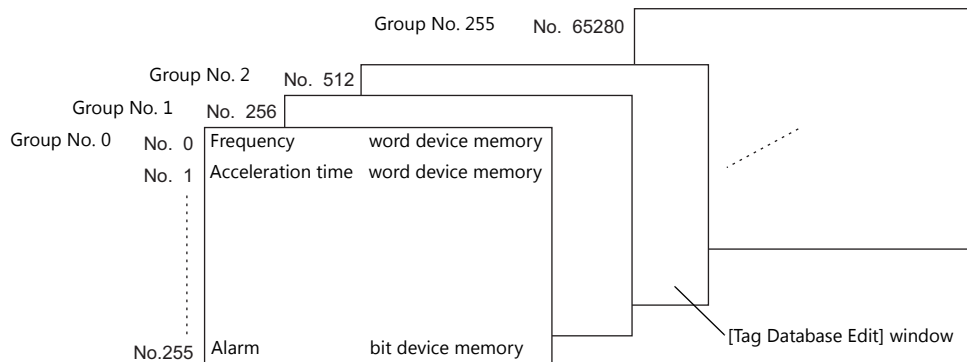 Group No. 255 No. 65280
Group No. 2 No. 512
Group No. 1 No. 256
Group No. 0 No. 0 Frequency word device memory
No. 1 Acceleration time word device memory
[Tag Database Edit] window
No.255 Alarm bit device memory